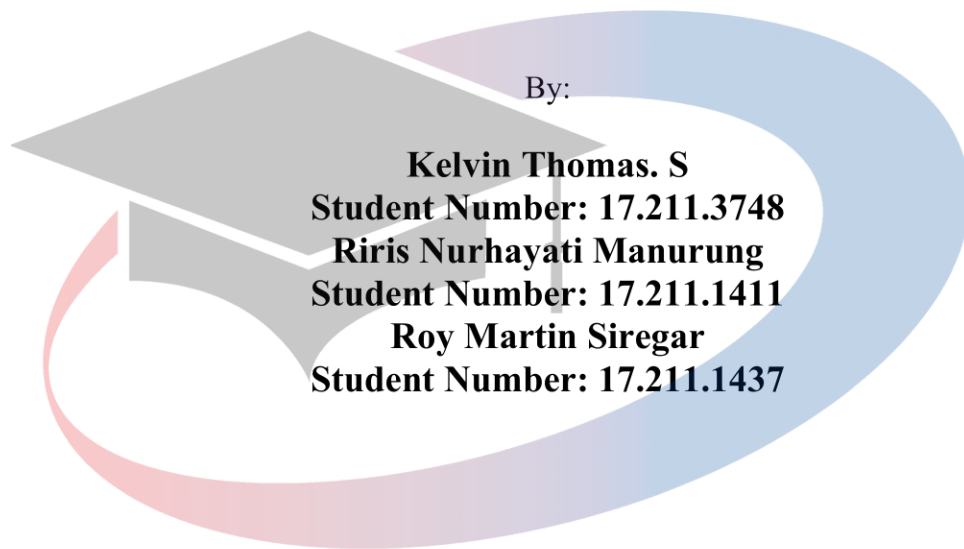 By:
Kelvin Thomas. S
Student Number: 17.211.3748
Riris Nurhayati Manurung
Student Number: 17.211.1411
Roy Martin Siregar
Student Number: 17.211.1437